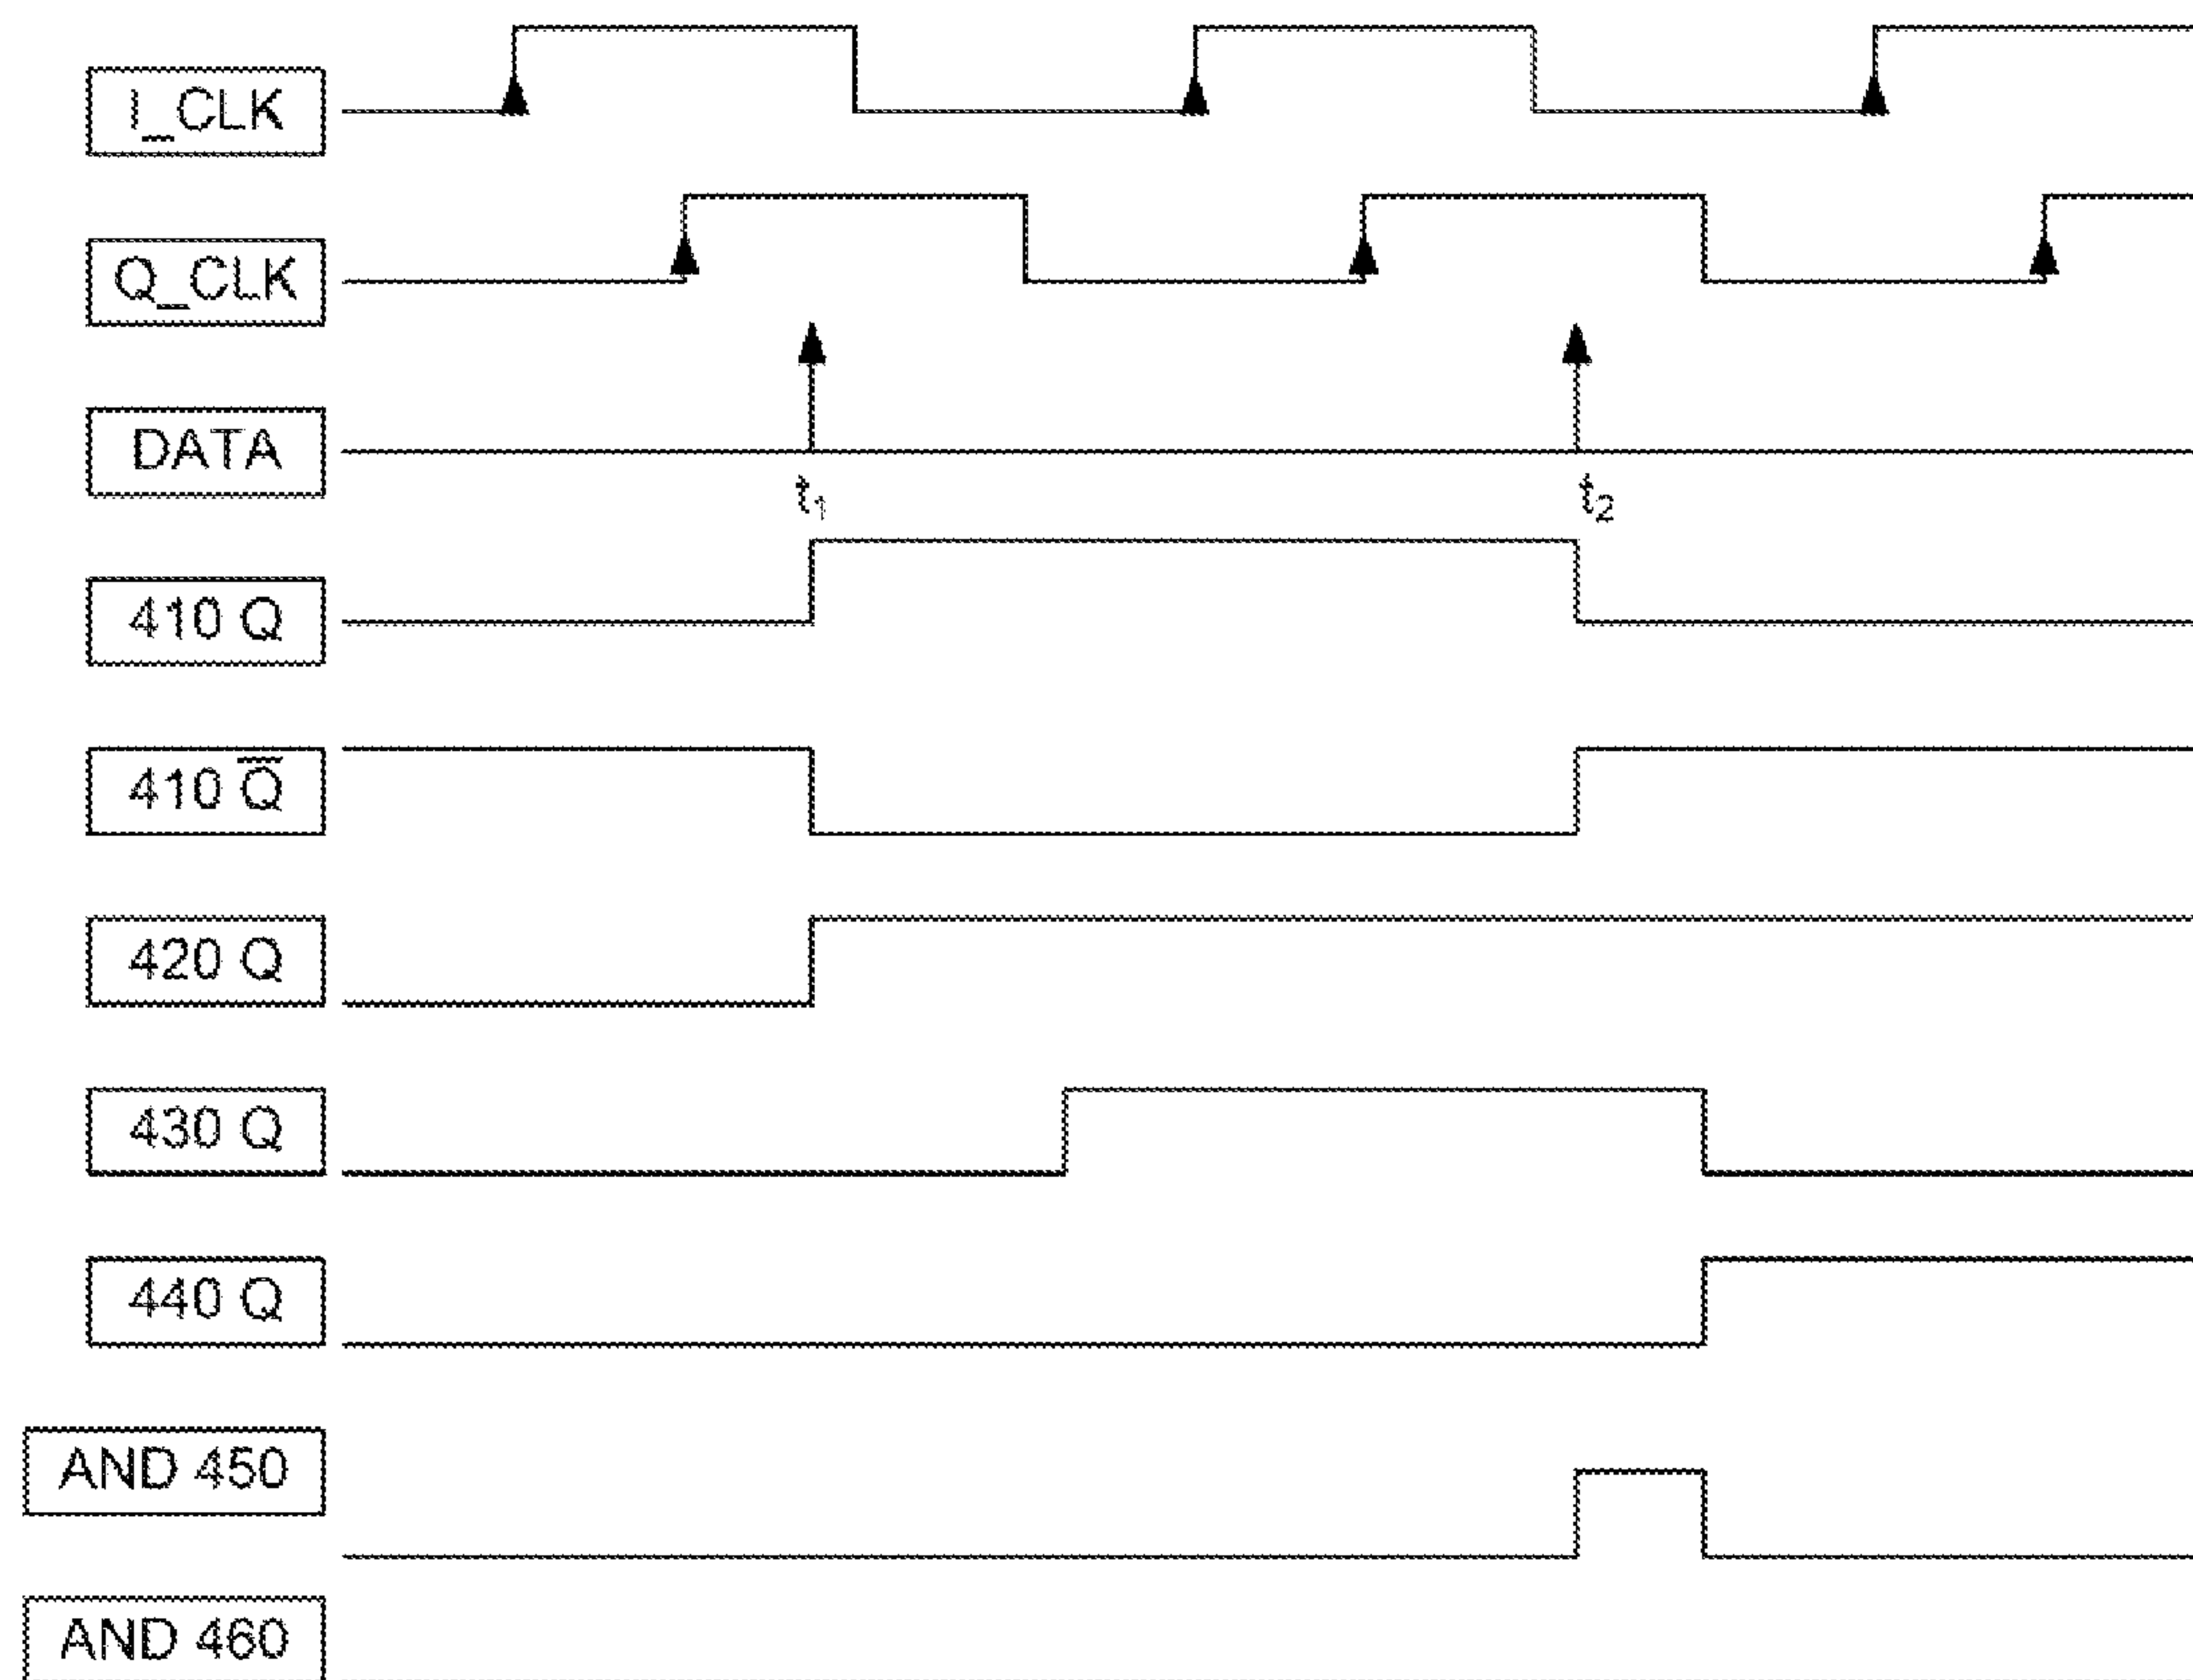 I_CLK
Q_CLK
DATA
t₁ t₂
410 Q
410 Q̅
420 Q
430 Q
440 Q
AND 450
AND 460